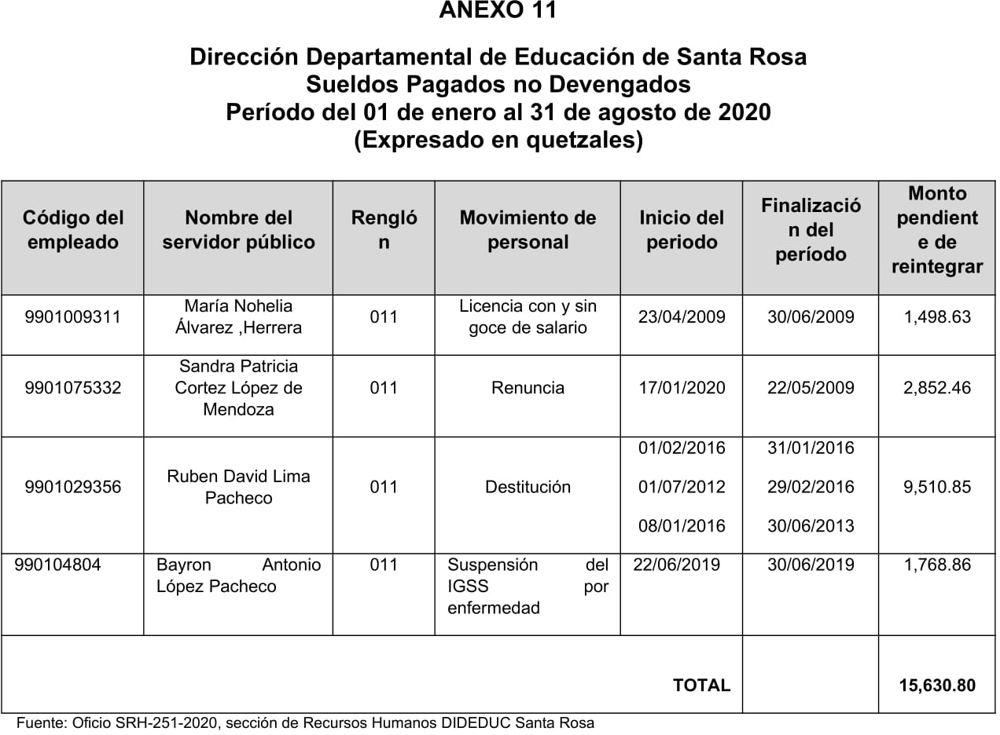 ANEXO 11
Dirección Departamental de Educación de Santa Rosa
Sueldos Pagados no Devengados
Período del 01 de enero al 31 de agosto de 2020
(Expresado en quetzales)
Código del
empleado
Nombre del
servidor público
Rengló
n
Movimiento de
personal
Inicio del
periodo
Finalizació
n del
período
Monto
pendient
e de
reintegrar
9901009311
María Nohelia
Álvarez ,Herrera
011
Licencia con y sin
goce de salario
23/04/2009
30/06/2009
1,498.63
9901075332
Sandra Patricia
Cortez López de
Mendoza
011
Renuncia
17/01/2020
22/05/2009
2,852.46
9901029356
Ruben David Lima
Pacheco
011
Destitución
01/02/2016
01/07/2012
08/01/2016
31/01/2016
29/02/2016
30/06/2013
9,510.85
990104804
Bayron Antonio
López Pacheco
011
Suspensión del
IGSS por
enfermedad
22/06/2019
30/06/2019
1,768.86
TOTAL
15,630.80
Fuente: Oficio SRH-251-2020, sección de Recursos Humanos DIDEDUC Santa Rosa